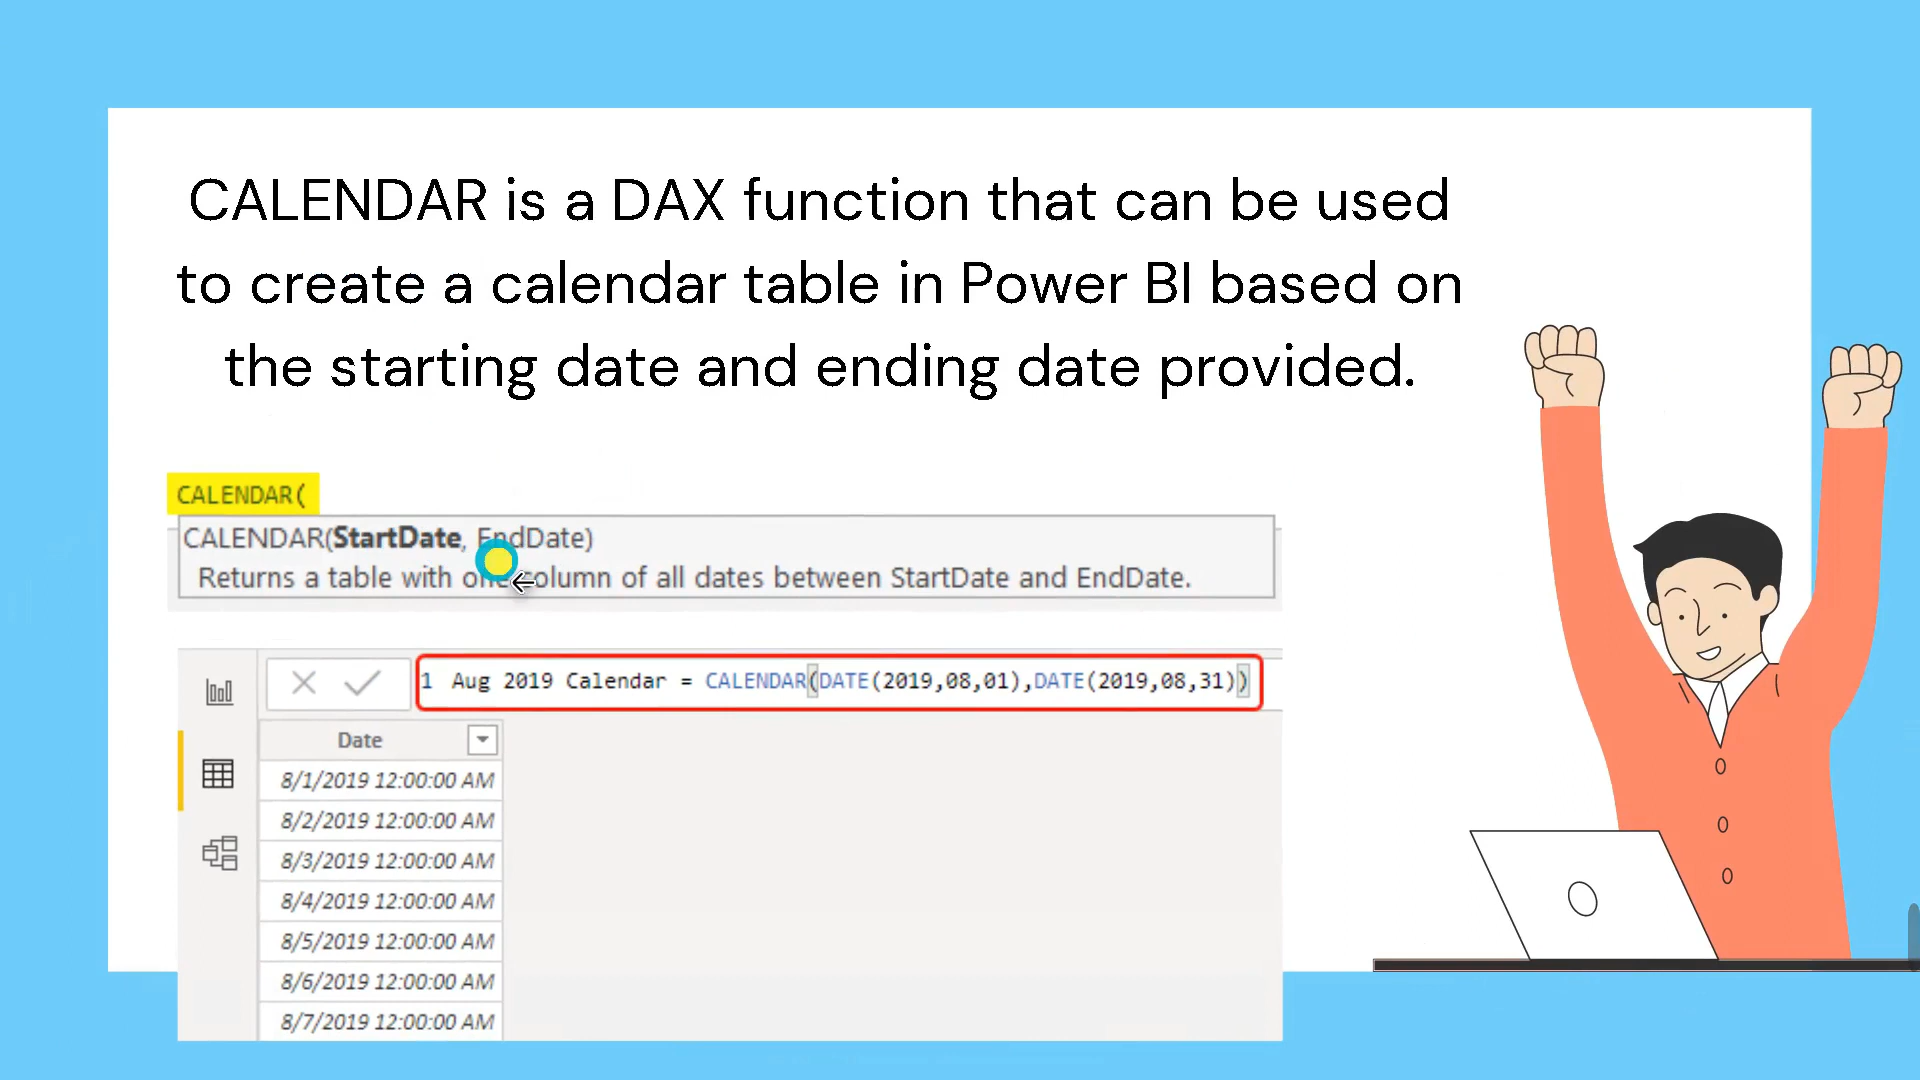 CALENDAR is a DAX function that can be used
to create a calendar table in Power BI based on
the starting date and ending date provided.
CALENDAR(
CALENDAR(StartDate, EndDate)
Returns a table with one column of all dates between StartDate and EndDate.
1 Aug 2019 Calendar = CALENDAR(DATE(2019,08,01),DATE(2019,08,31))
Date
8/1/2019 12:00:00 AM
8/2/2019 12:00:00 AM
8/3/2019 12:00:00 AM
8/4/2019 12:00:00 AM
8/5/2019 12:00:00 AM
8/6/2019 12:00:00 AM
8/7/2019 12:00:00 AM